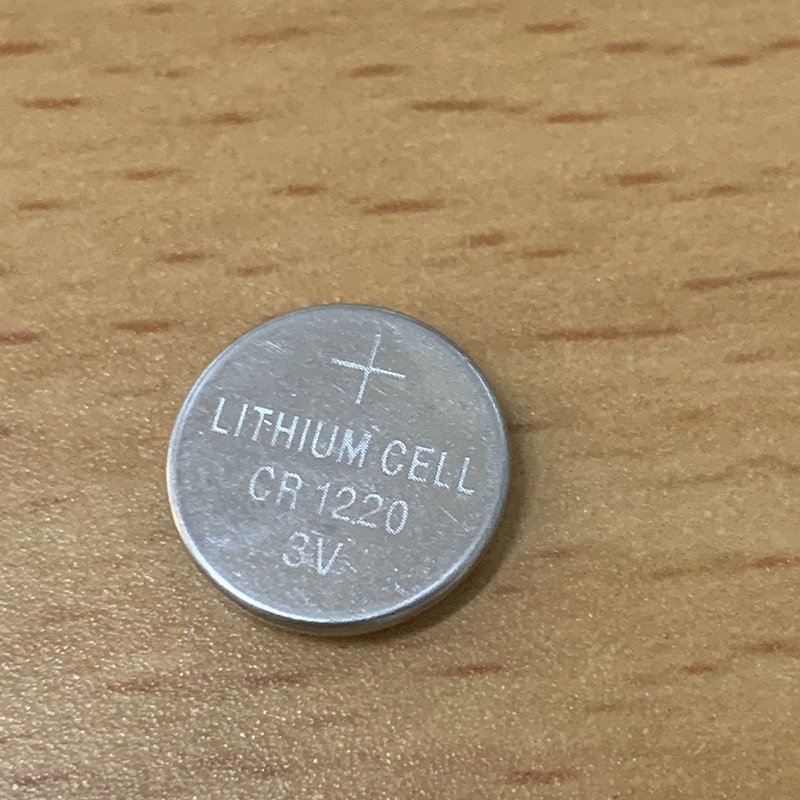 +
LITHIUM CELL
CR 1220
3V